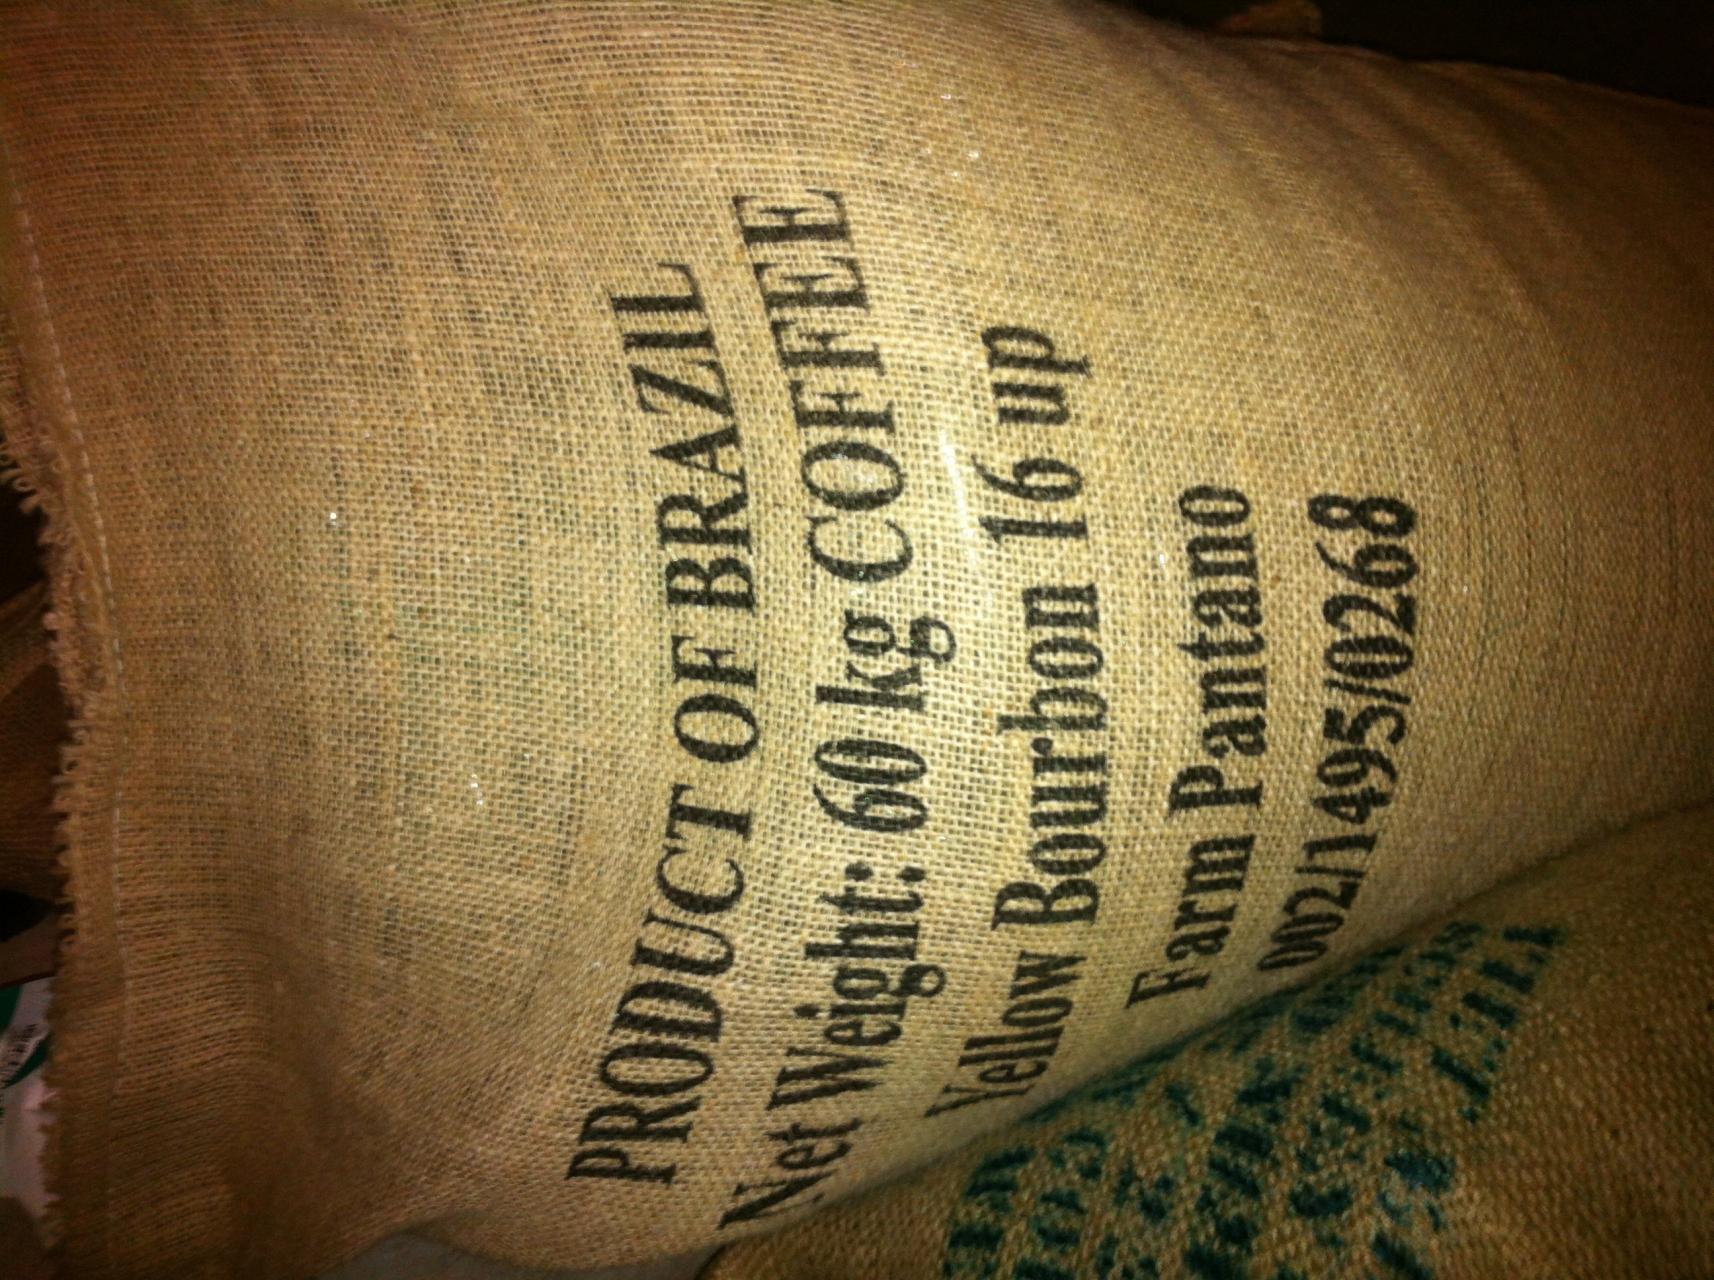 PRODUCT OF BRAZIL
Net Weight: 60 kg COFFEE
Yellow Bourbon 16 up
Farm Pantano
002/1495/0268